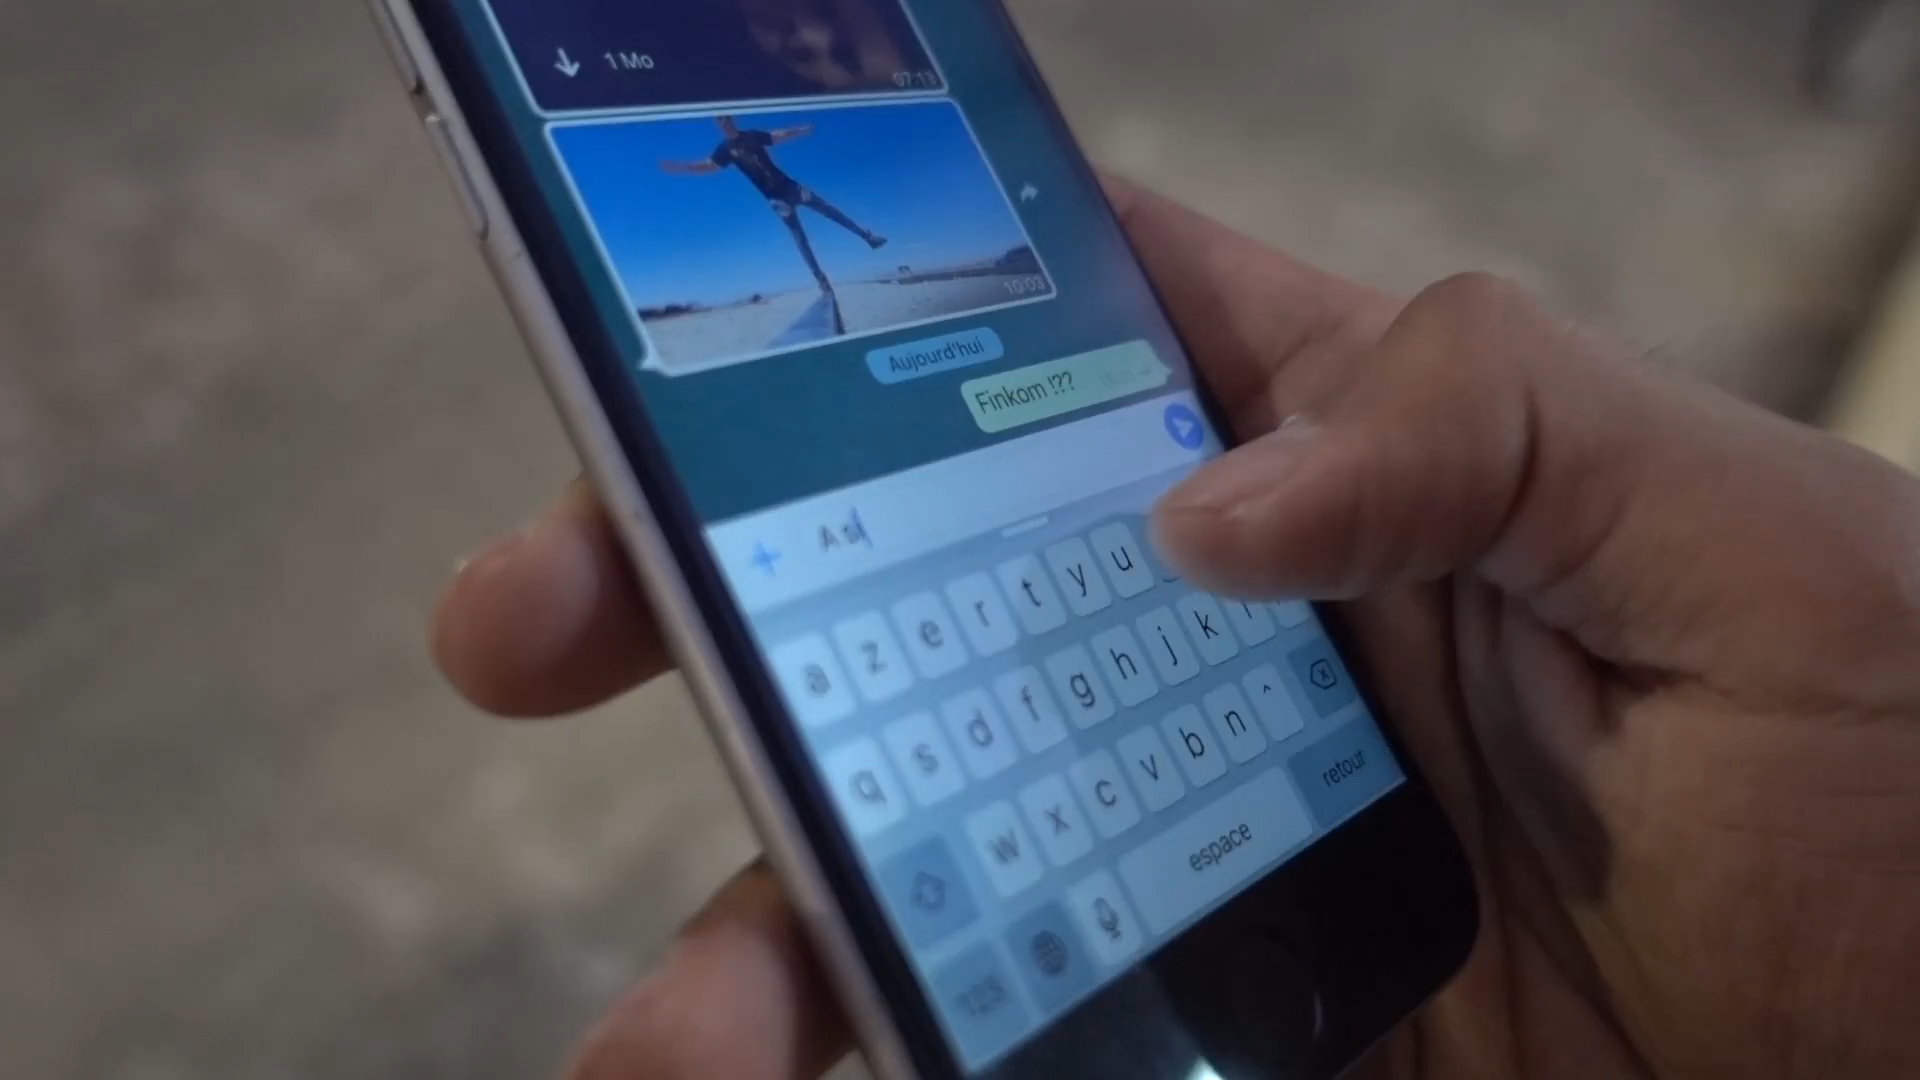 1 Mo
07:13
10:03
Aujourd'hui
Finkom !??
a z e r t y u
q s d f g h j k l
w x c v b n ^
123 espace retour